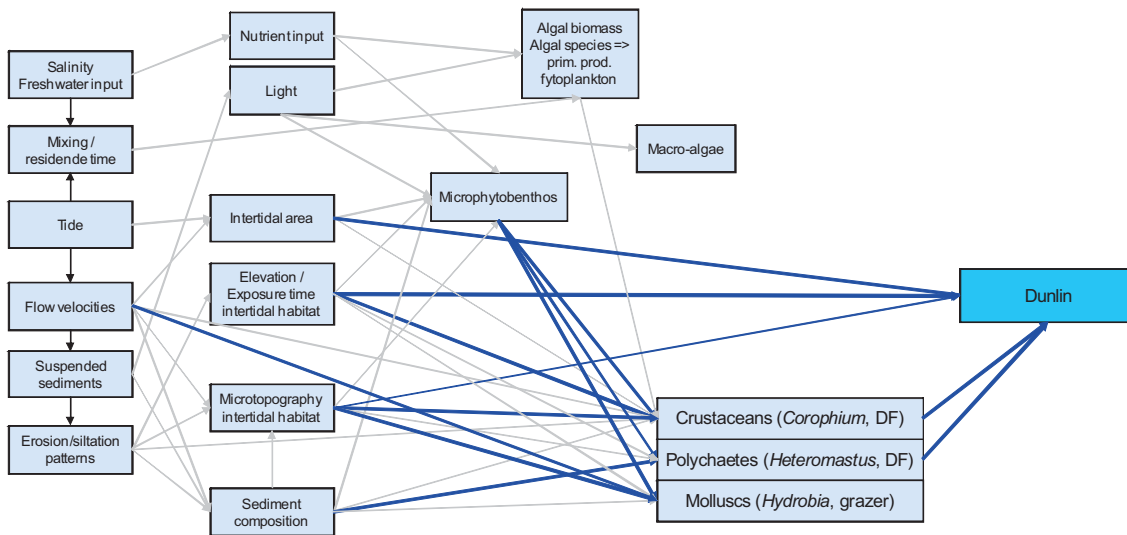 Salinity
Freshwater input
Mixing /
residende time
Tide
Flow velocities
Suspended
sediments
Erosion/siltation
patterns
Nutrient input
Light
Intertidal area
Elevation /
Exposure time
intertidal habitat
Microtopography
intertidal habitat
Sediment
composition
Algal biomass
Algal species =>
prim. prod.
fytoplankton
Macro-algae
Microphytobenthos
Crustaceans (Corophium, DF)
Polychaetes (Heteromastus, DF)
Molluscs (Hydrobia, grazer)
Dunlin